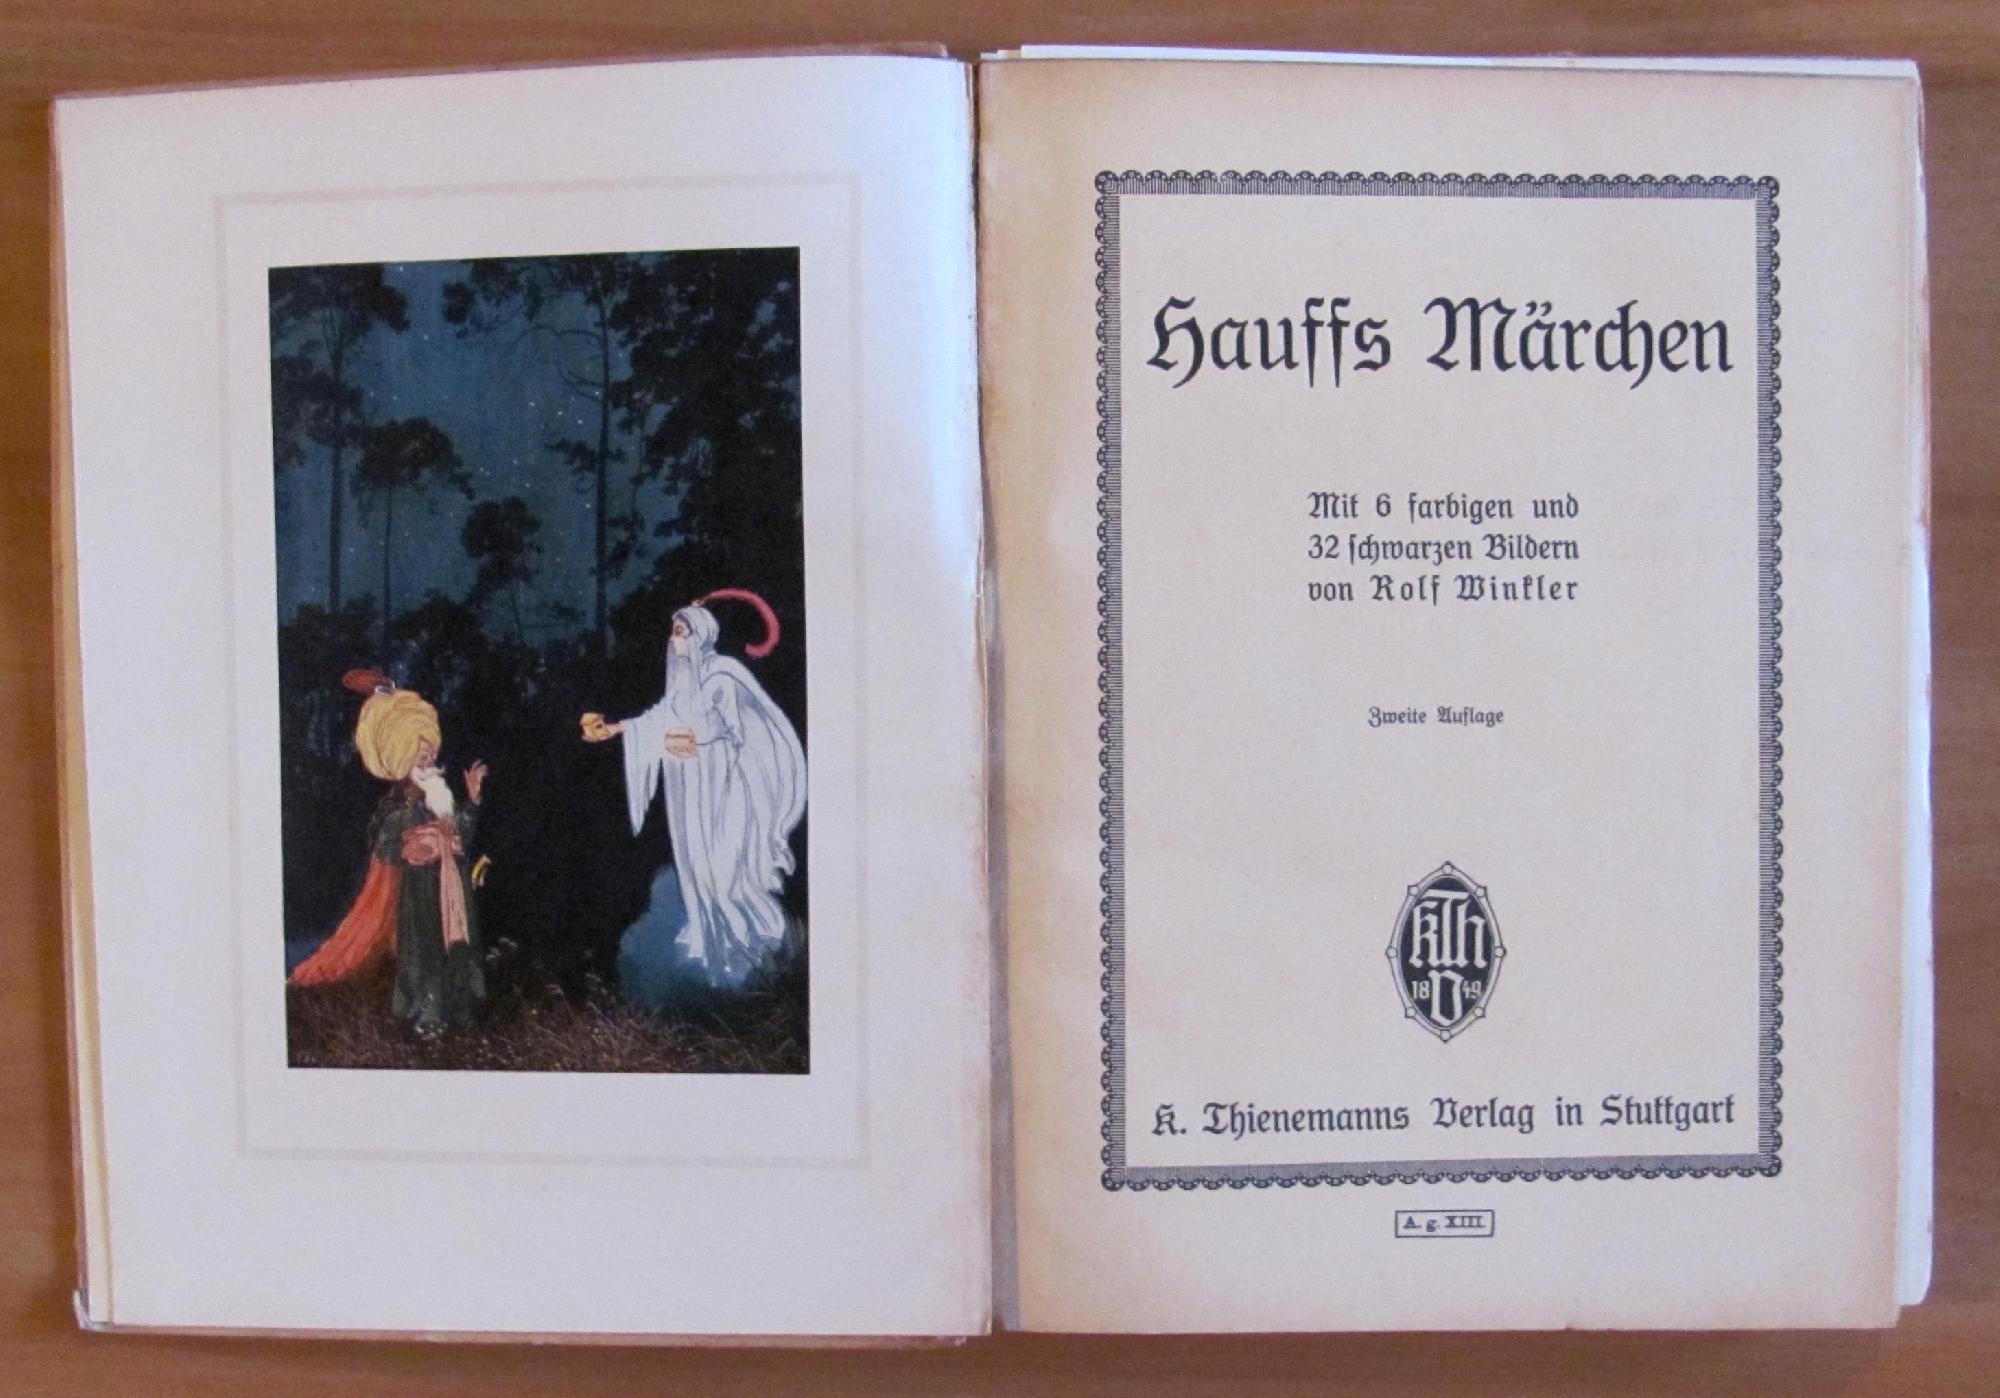 Hauffs Märchen
Mit 6 farbigen und
32 schwarzen Bildern
von Rolf Winkler
Zweite Auflage
K Th
18 V 49
K. Thienemanns Verlag in Stuttgart
A. g. XIII.